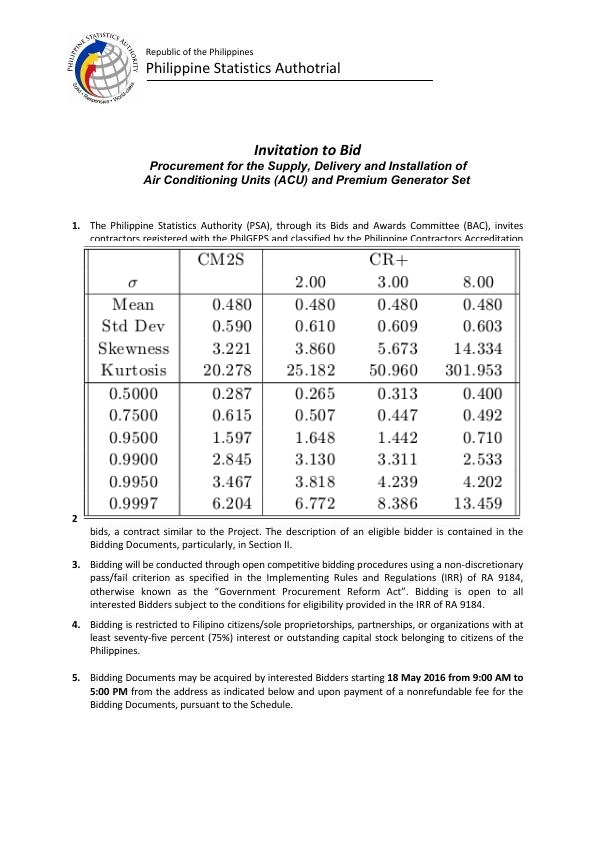 PHILIPPINE STATISTICS AUTHORITY
Solid • Responsive • World-class
Republic of the Philippines
Philippine Statistics Authotrial
Invitation to Bid
Procurement for the Supply, Delivery and Installation of
Air Conditioning Units (ACU) and Premium Generator Set
1. The Philippine Statistics Authority (PSA), through its Bids and Awards Committee (BAC), invites
contractors registered with the PhilGEPS and classified by the Philippine Contractors Accreditation
CM2S CR+
σ 2.00 3.00 8.00
Mean 0.480 0.480 0.480 0.480
Std Dev 0.590 0.610 0.609 0.603
Skewness 3.221 3.860 5.673 14.334
Kurtosis 20.278 25.182 50.960 301.953
0.5000 0.287 0.265 0.313 0.400
0.7500 0.615 0.507 0.447 0.492
0.9500 1.597 1.648 1.442 0.710
0.9900 2.845 3.130 3.311 2.533
0.9950 3.467 3.818 4.239 4.202
0.9997 6.204 6.772 8.386 13.459
2
bids, a contract similar to the Project. The description of an eligible bidder is contained in the
Bidding Documents, particularly, in Section II.
3. Bidding will be conducted through open competitive bidding procedures using a non-discretionary
pass/fail criterion as specified in the Implementing Rules and Regulations (IRR) of RA 9184,
otherwise known as the “Government Procurement Reform Act”. Bidding is open to all
interested Bidders subject to the conditions for eligibility provided in the IRR of RA 9184.
4. Bidding is restricted to Filipino citizens/sole proprietorships, partnerships, or organizations with at
least seventy-five percent (75%) interest or outstanding capital stock belonging to citizens of the
Philippines.
5. Bidding Documents may be acquired by interested Bidders starting 18 May 2016 from 9:00 AM to
5:00 PM from the address as indicated below and upon payment of a nonrefundable fee for the
Bidding Documents, pursuant to the Schedule.